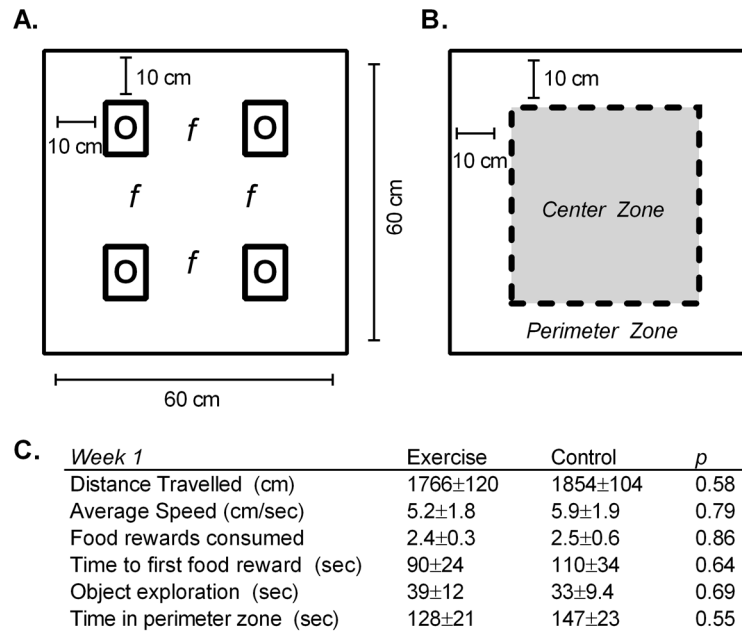 A.
10 cm
10 cm
O f O
f f
O f O
60 cm
60 cm
B.
10 cm
10 cm
Center Zone
Perimeter Zone
C.
Week 1 Exercise Control p
Distance Travelled (cm) 1766±120 1854±104 0.58
Average Speed (cm/sec) 5.2±1.8 5.9±1.9 0.79
Food rewards consumed 2.4±0.3 2.5±0.6 0.86
Time to first food reward (sec) 90±24 110±34 0.64
Object exploration (sec) 39±12 33±9.4 0.69
Time in perimeter zone (sec) 128±21 147±23 0.55